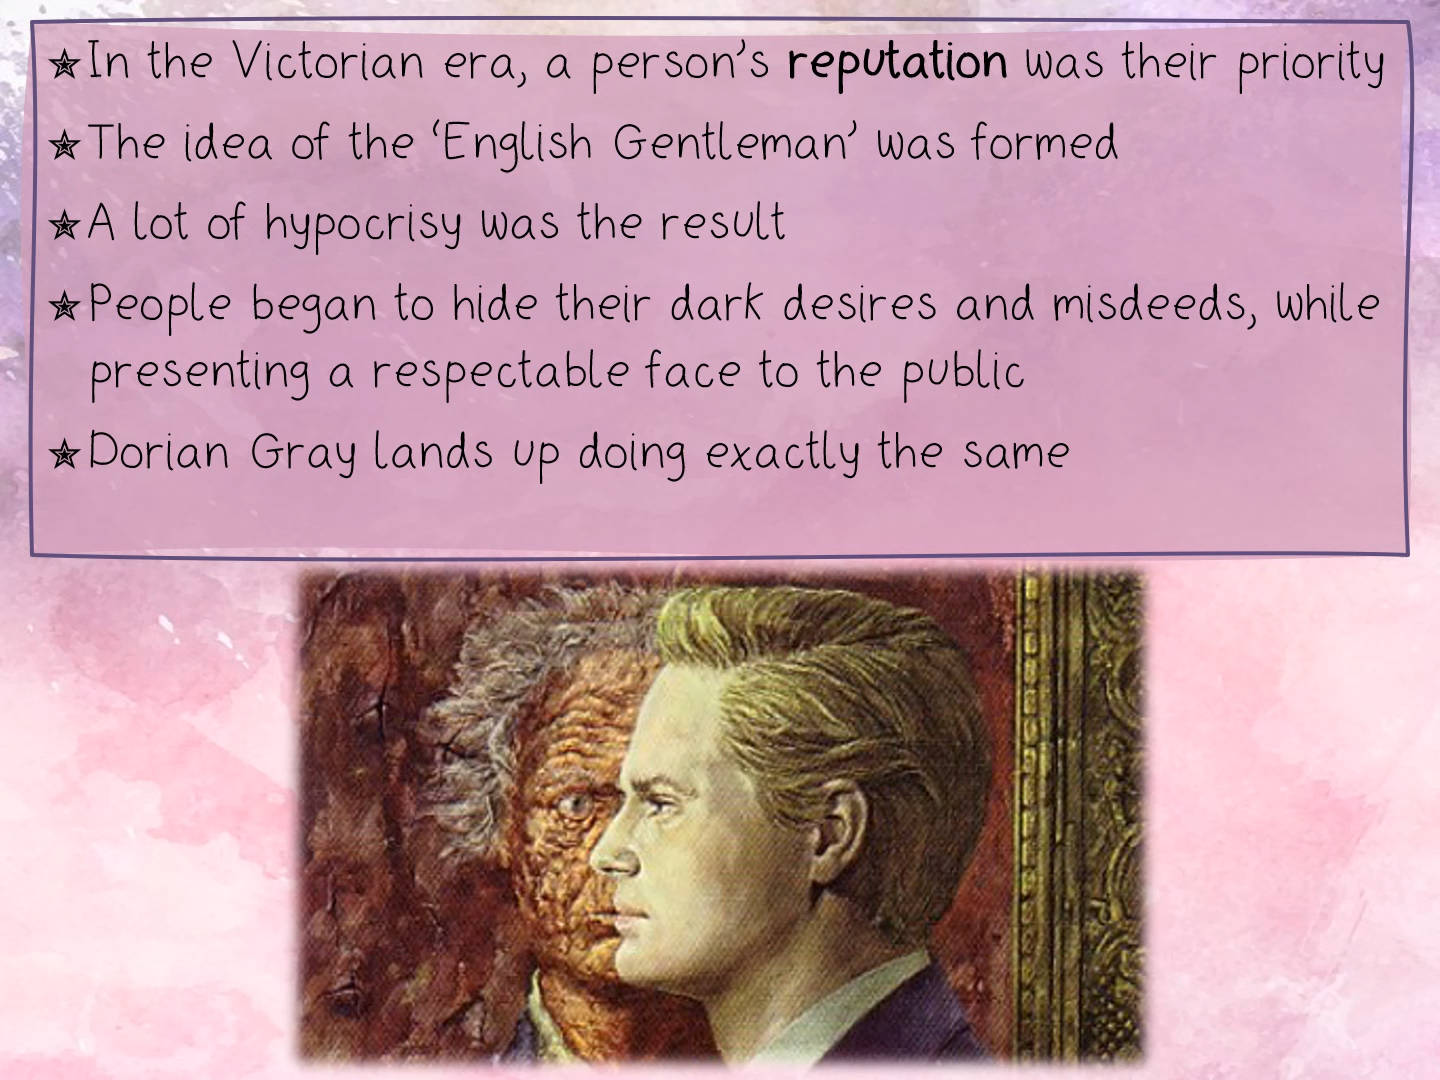 In the Victorian era, a person’s reputation was their priority
The idea of the ‘English Gentleman’ was formed
A lot of hypocrisy was the result
People began to hide their dark desires and misdeeds, while
presenting a respectable face to the public
Dorian Gray lands up doing exactly the same